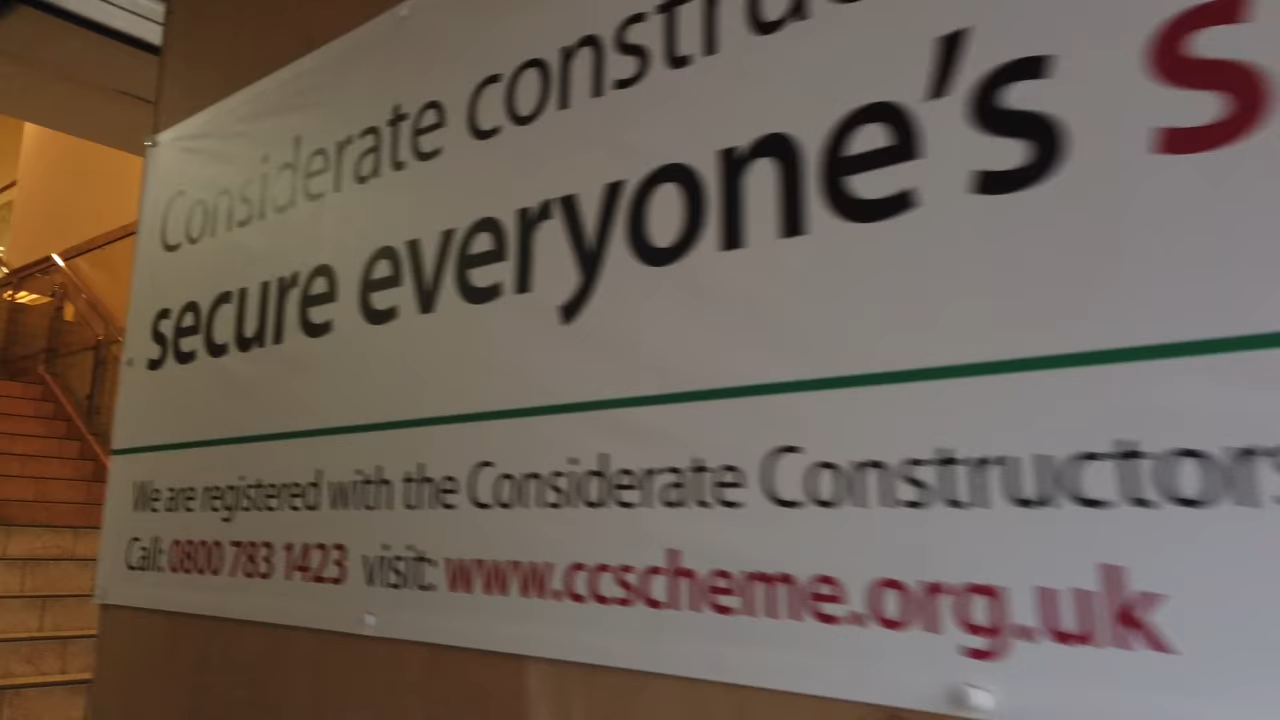 Considerate constru
secure everyone's s
We are registered with the Considerate Constructors
Call: 0800 783 1423 visit: www.ccscheme.org.uk